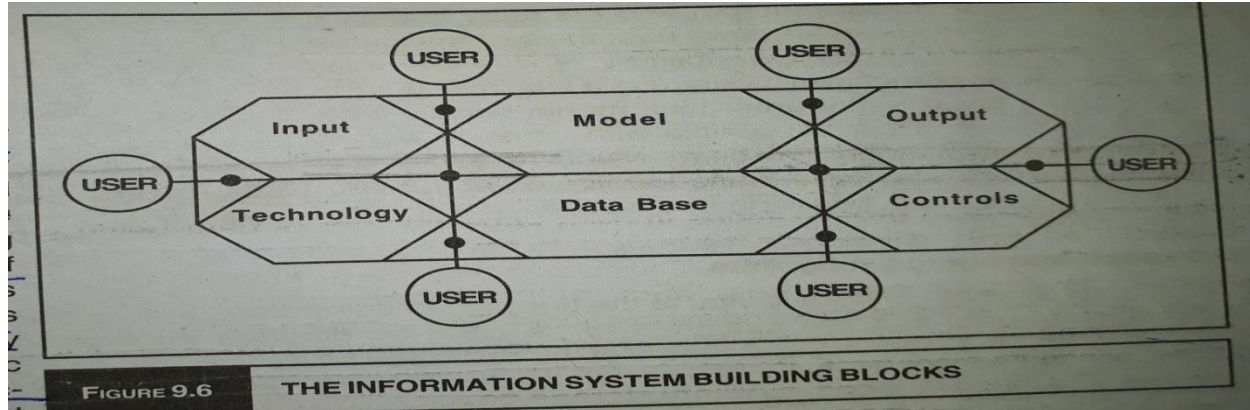 USER USER
Input Model Output
USER USER
Technology Data Base Controls
USER USER
FIGURE 9.6 THE INFORMATION SYSTEM BUILDING BLOCKS